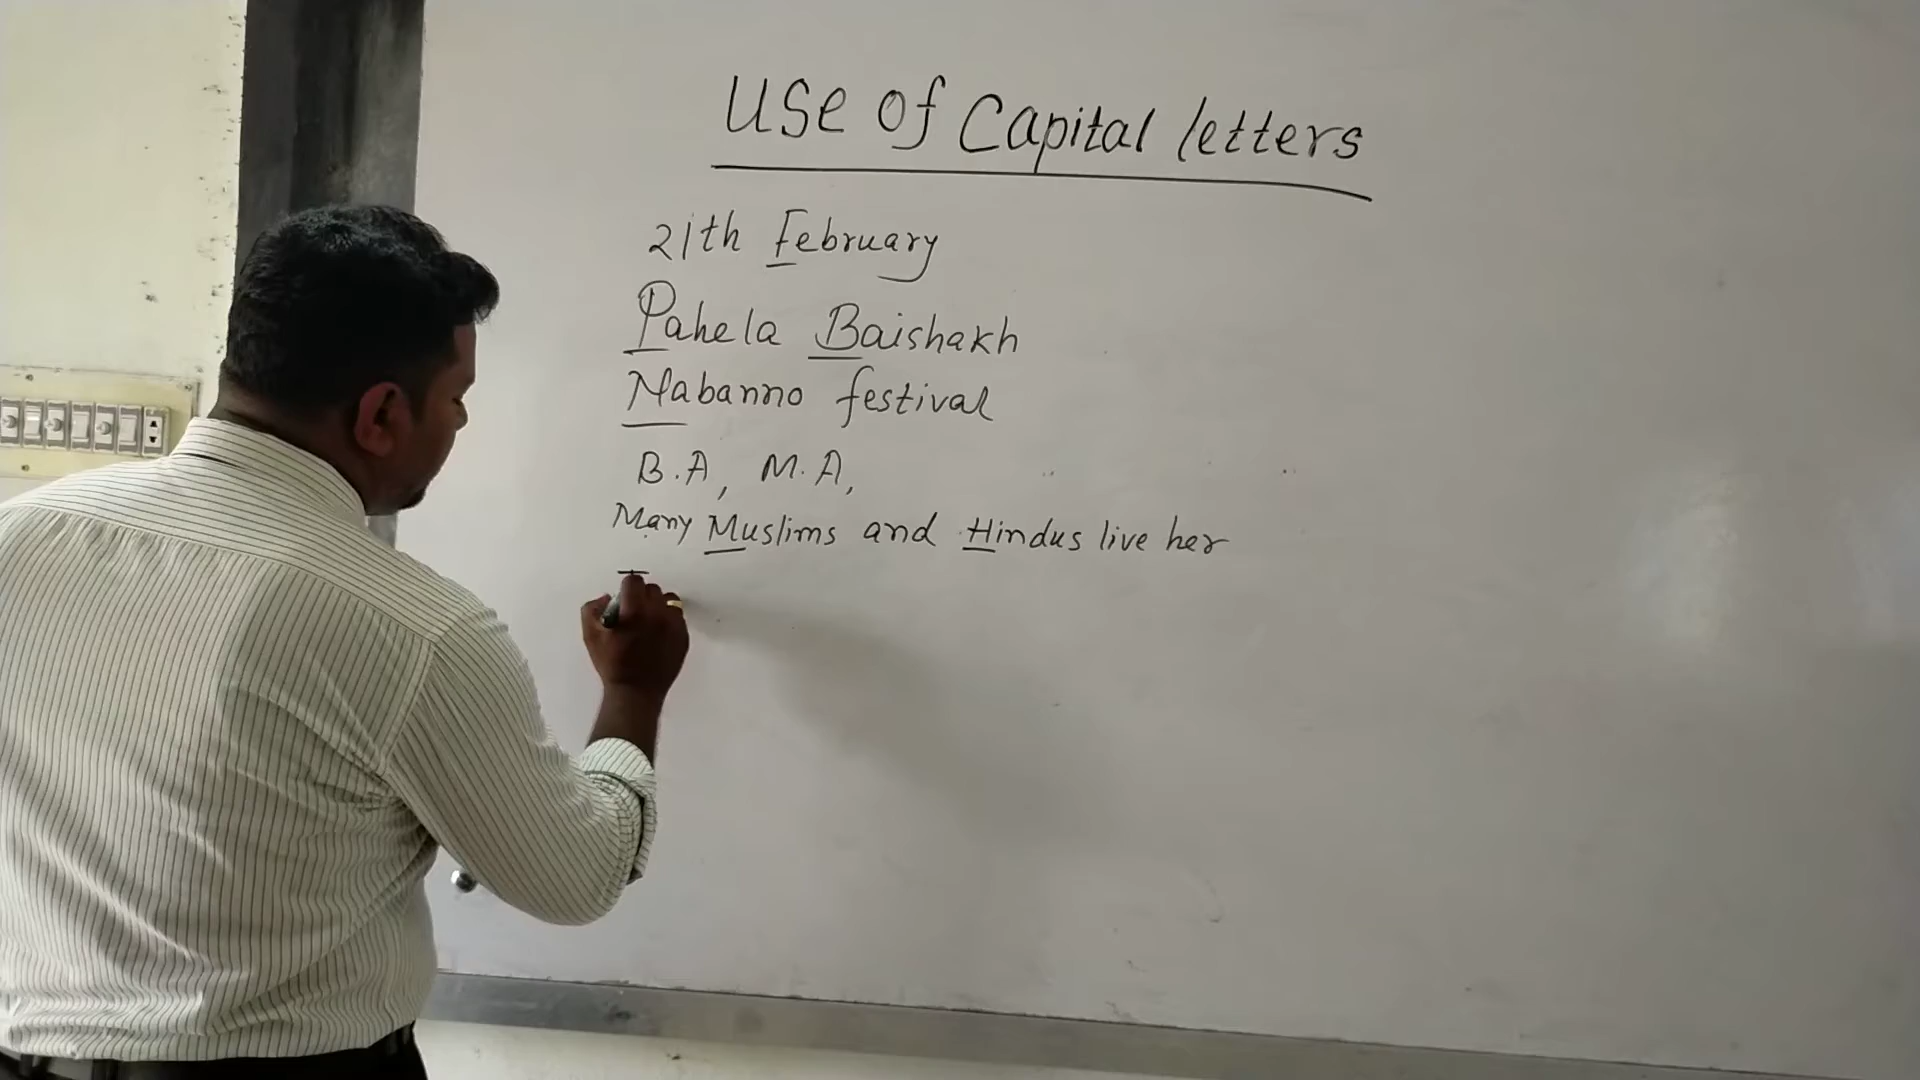 Use of Capital letters
21th February
Pahela Baishakh
Nabanno festival
B.A, M.A,
Many Muslims and Hindus live her